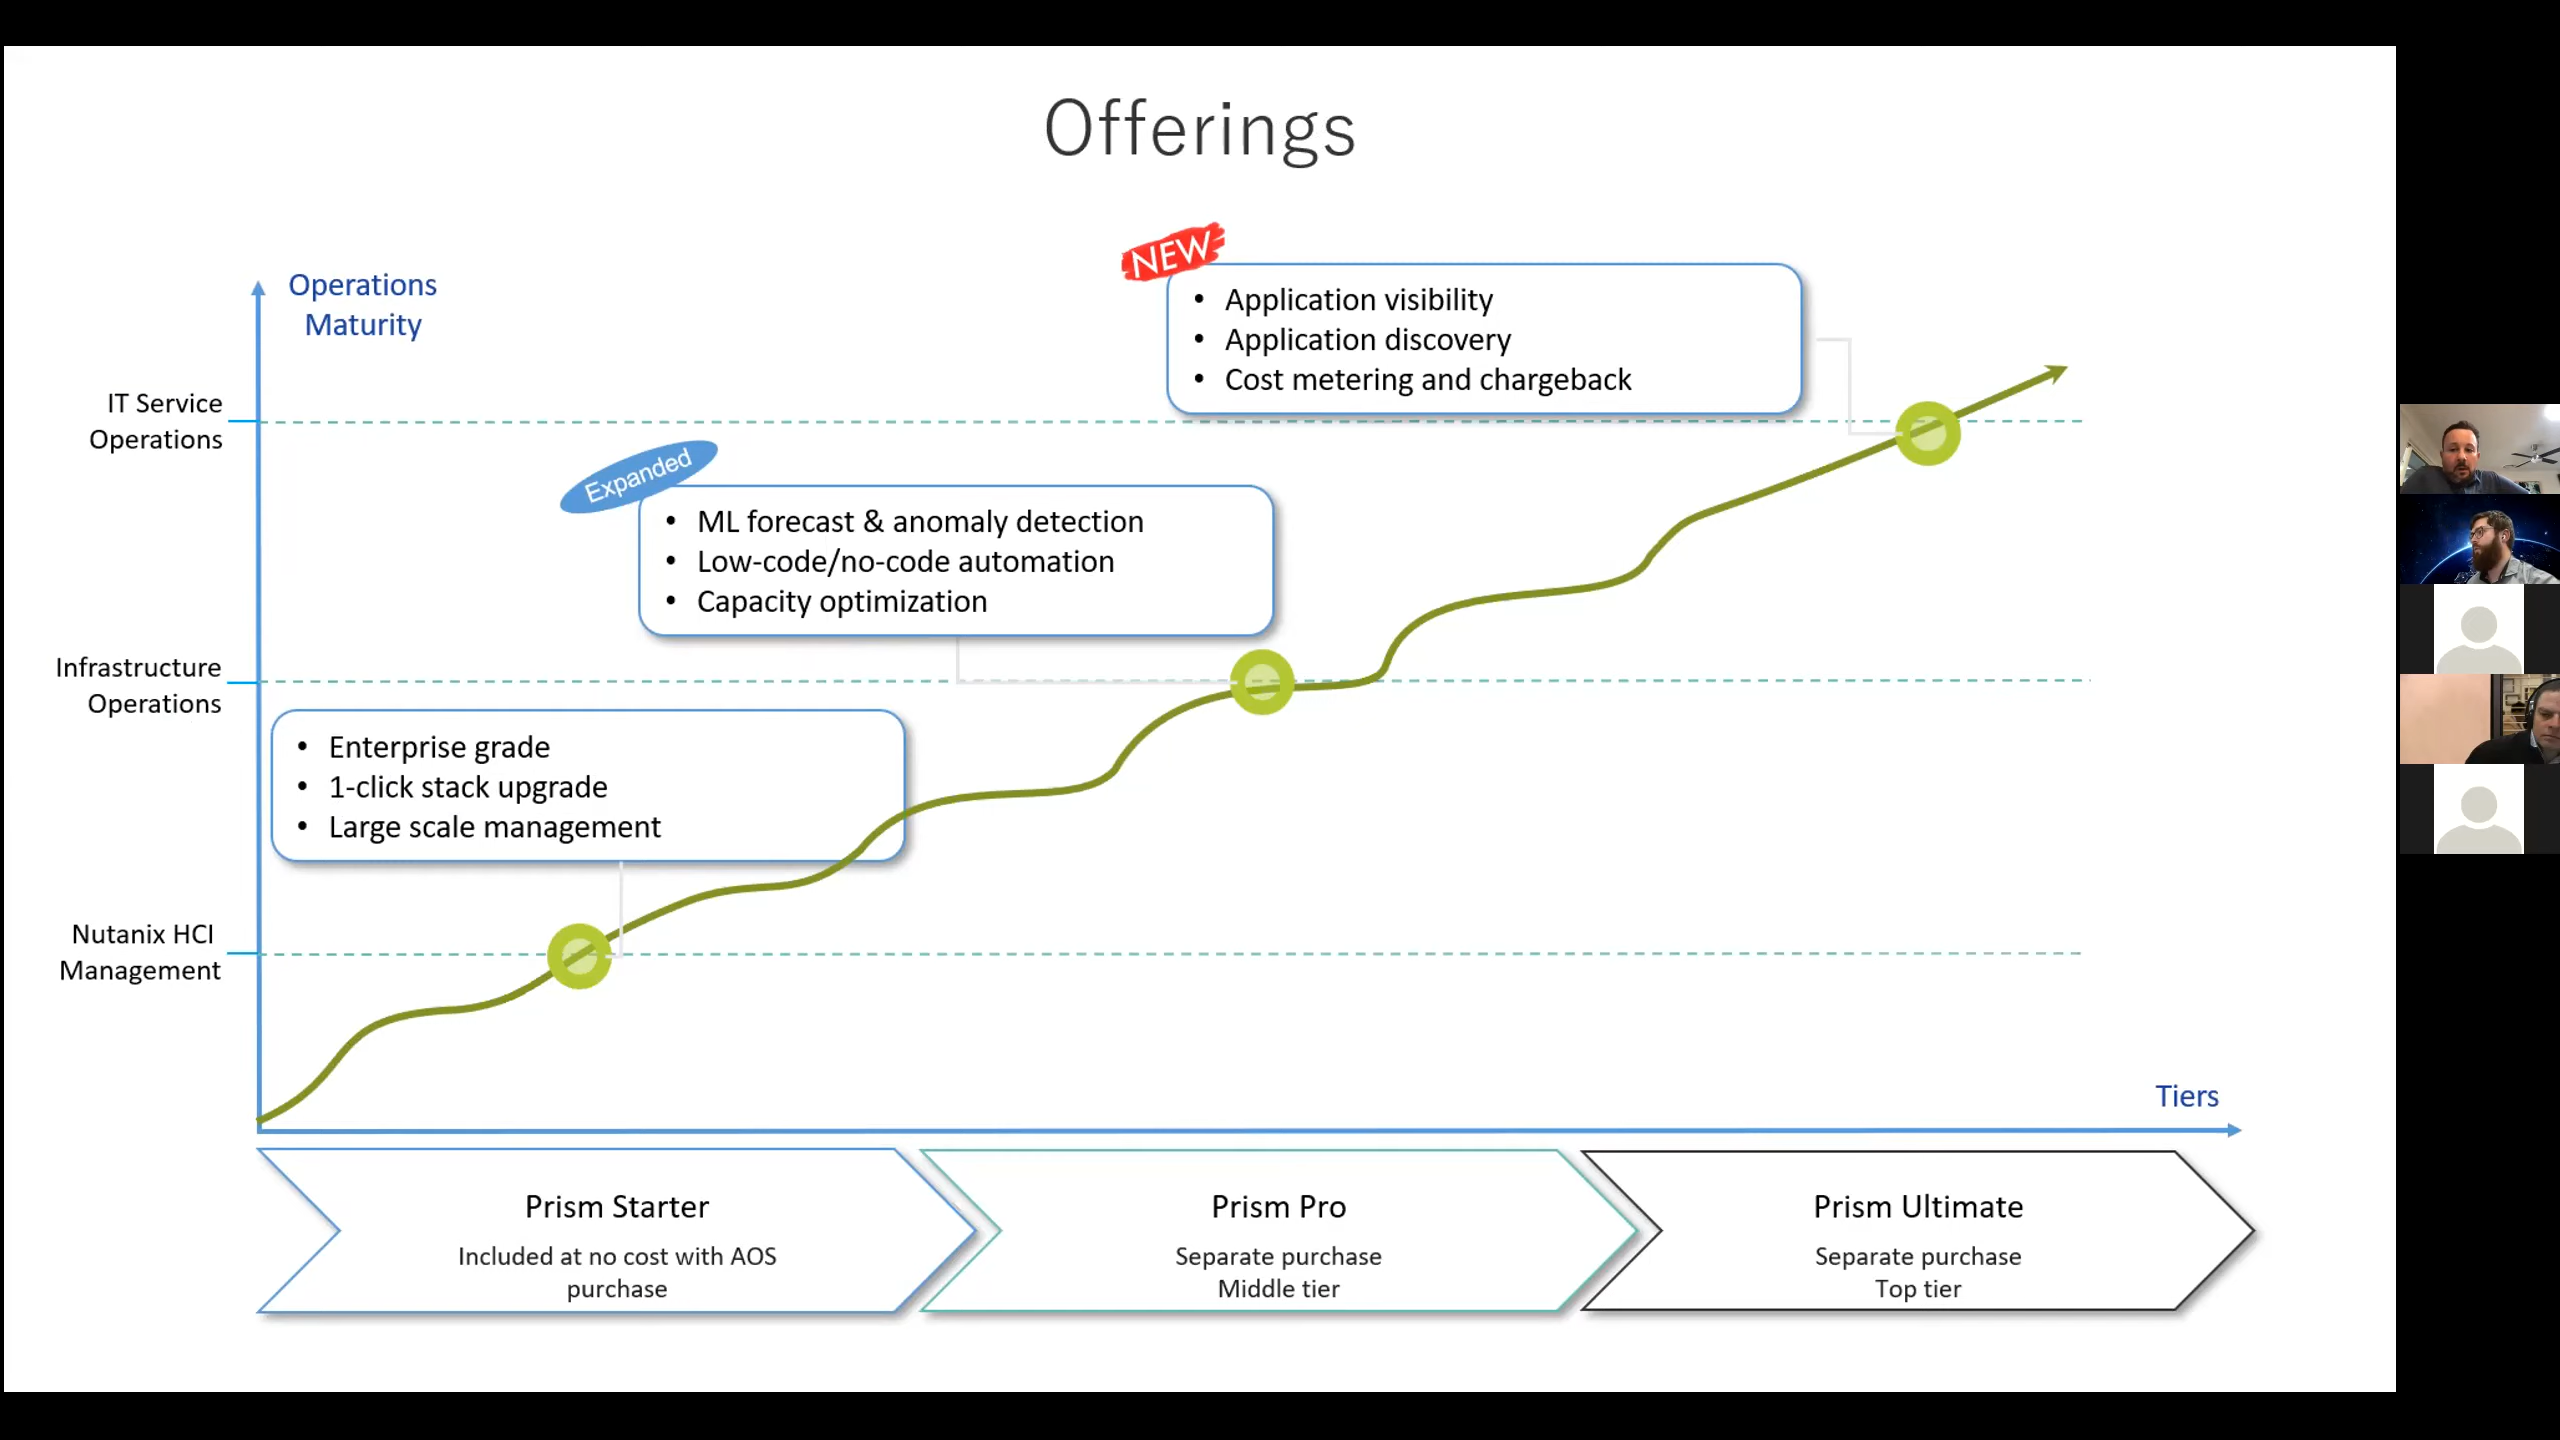 Offerings
Operations
Maturity
NEW
• Application visibility
• Application discovery
• Cost metering and chargeback
IT Service
Operations
Expanded
• ML forecast & anomaly detection
• Low-code/no-code automation
• Capacity optimization
Infrastructure
Operations
• Enterprise grade
• 1-click stack upgrade
• Large scale management
Nutanix HCI
Management
Tiers
Prism Starter
Included at no cost with AOS
purchase
Prism Pro
Separate purchase
Middle tier
Prism Ultimate
Separate purchase
Top tier